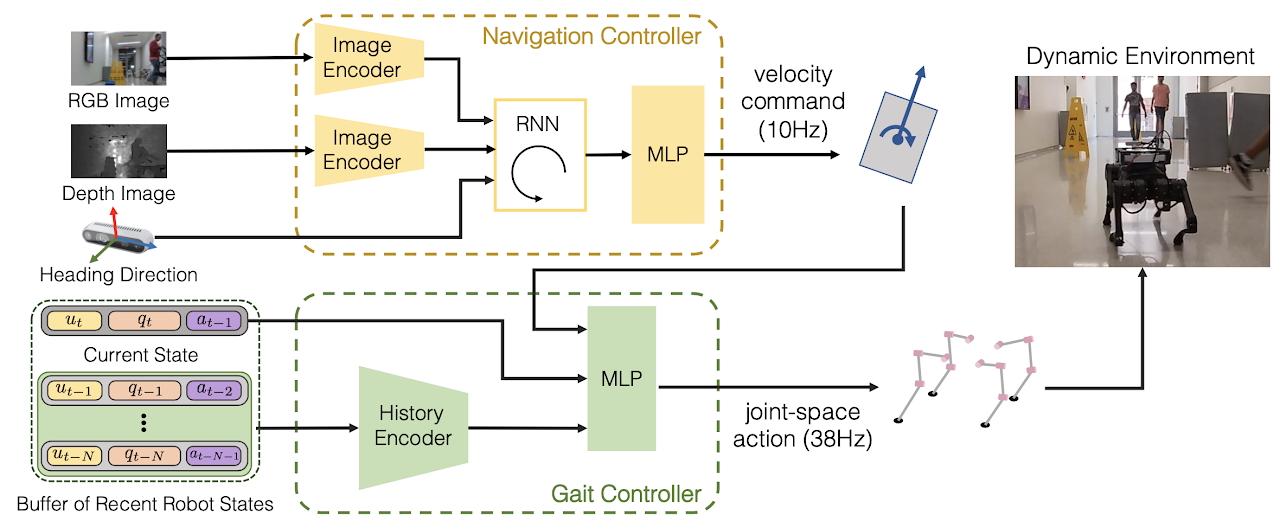 Navigation Controller
RGB Image
Image
Encoder
Depth Image
Image
Encoder
Heading Direction
RNN
MLP
velocity
command
(10Hz)
Dynamic Environment
u_t q_t a_{t-1}
Current State
u_{t-1} q_{t-1} a_{t-2}
u_{t-N} q_{t-N} a_{t-N-1}
Buffer of Recent Robot States
History
Encoder
MLP
Gait Controller
joint-space
action (38Hz)